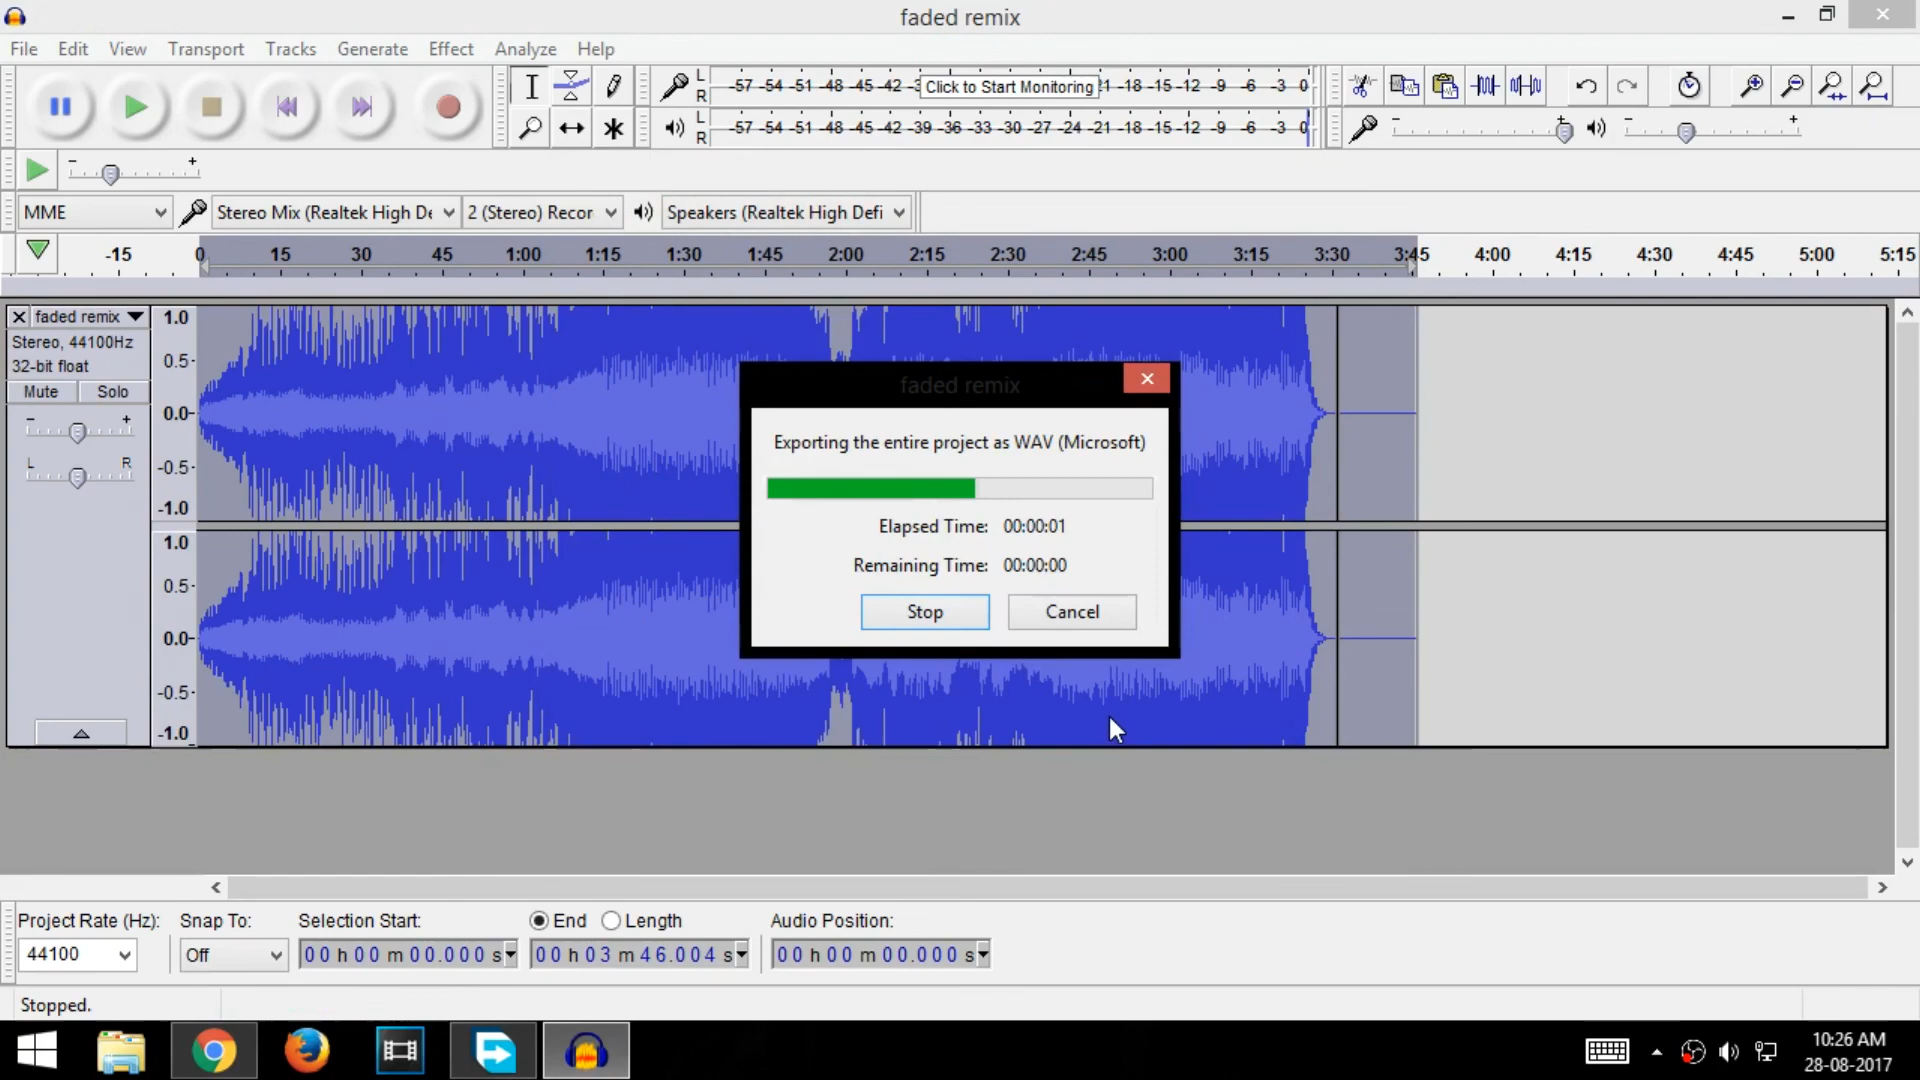 faded remix
File Edit View Transport Tracks Generate Effect Analyze Help
L
R
-57 -54 -51 -48 -45 -42 Click to Start Monitoring -18 -15 -12 -9 -6 -3 0
L
R
-57 -54 -51 -48 -45 -42 -39 -36 -33 -30 -27 -24 -21 -18 -15 -12 -9 -6 -3 0
MME
Stereo Mix (Realtek High De
2 (Stereo) Recor
Speakers (Realtek High Defi
-15 0 15 30 45 1:00 1:15 1:30 1:45 2:00 2:15 2:30 2:45 3:00 3:15 3:30 3:45 4:00 4:15 4:30 4:45 5:00 5:15
faded remix
Stereo, 44100Hz
32-bit float
Mute Solo
L R
1.0
0.5
0.0
-0.5
-1.0
1.0
0.5
0.0
-0.5
-1.0
faded remix
Exporting the entire project as WAV (Microsoft)
Elapsed Time: 00:00:01
Remaining Time: 00:00:00
Stop Cancel
Project Rate (Hz): Snap To: Selection Start: End Length Audio Position:
44100 Off 00 h 00 m 00.000 s 00 h 03 m 46.004 s 00 h 00 m 00.000 s
Stopped.
10:26 AM
28-08-2017